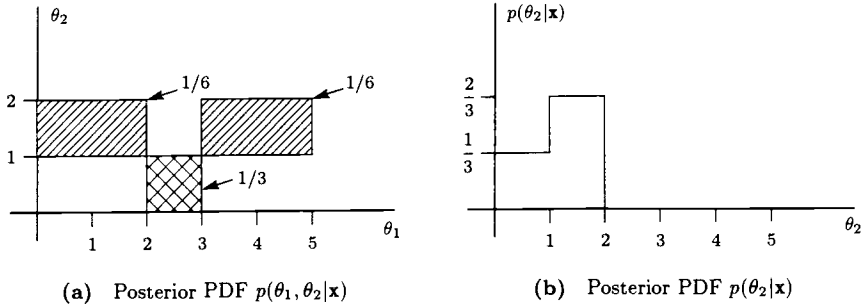 θ₂
1/6
1/6
2
1
1/3
1 2 3 4 5 θ₁
(a) Posterior PDF p(θ₁, θ₂|x)
p(θ₂|x)
2/3
1/3
1 2 3 4 5 θ₂
(b) Posterior PDF p(θ₂|x)